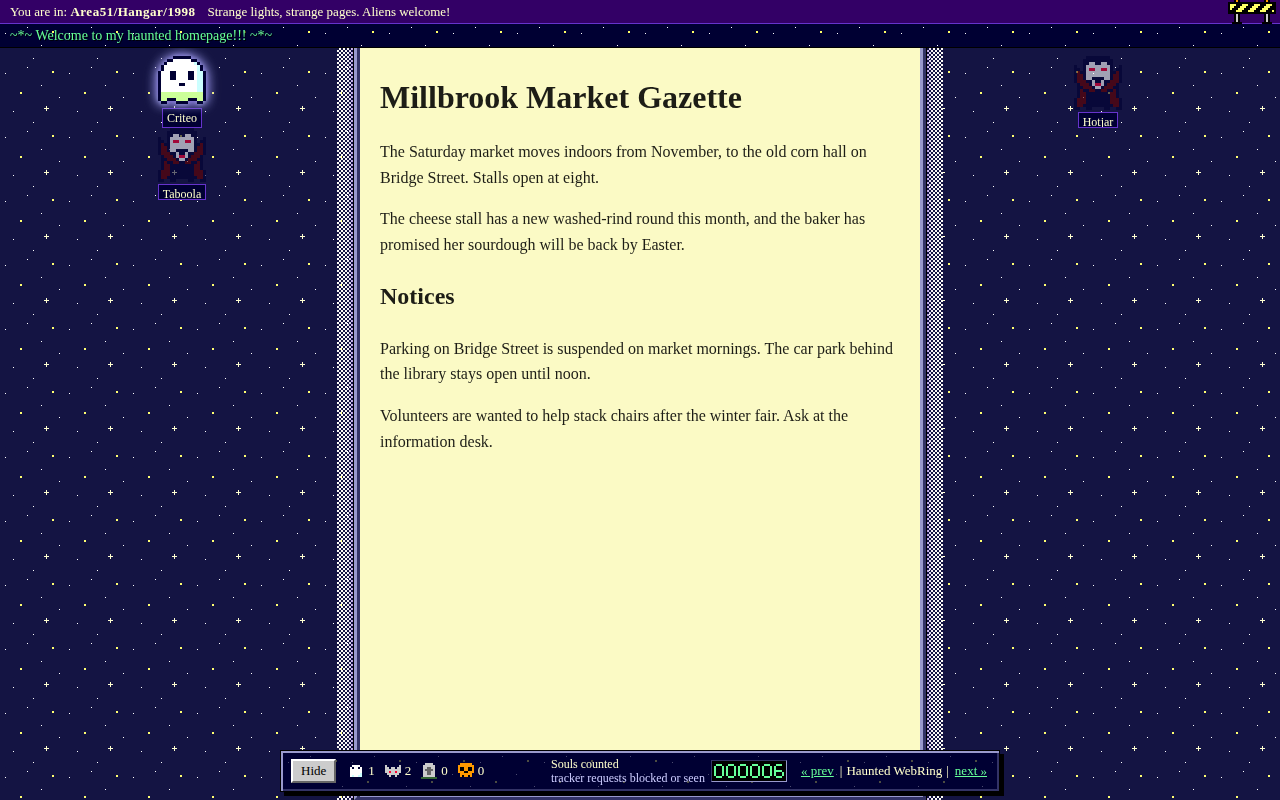 You are in: Area51/Hangar/1998 Strange lights, strange pages. Aliens welcome!
~*~ Welcome to my haunted homepage!!! ~*~
Criteo
Taboola
Hotjar
Millbrook Market Gazette
The Saturday market moves indoors from November, to the old corn hall on
Bridge Street. Stalls open at eight.
The cheese stall has a new washed-rind round this month, and the baker has
promised her sourdough will be back by Easter.
Notices
Parking on Bridge Street is suspended on market mornings. The car park behind
the library stays open until noon.
Volunteers are wanted to help stack chairs after the winter fair. Ask at the
information desk.
Hide 1 2 0 0
Souls counted
tracker requests blocked or seen
000006
« prev | Haunted WebRing | next »